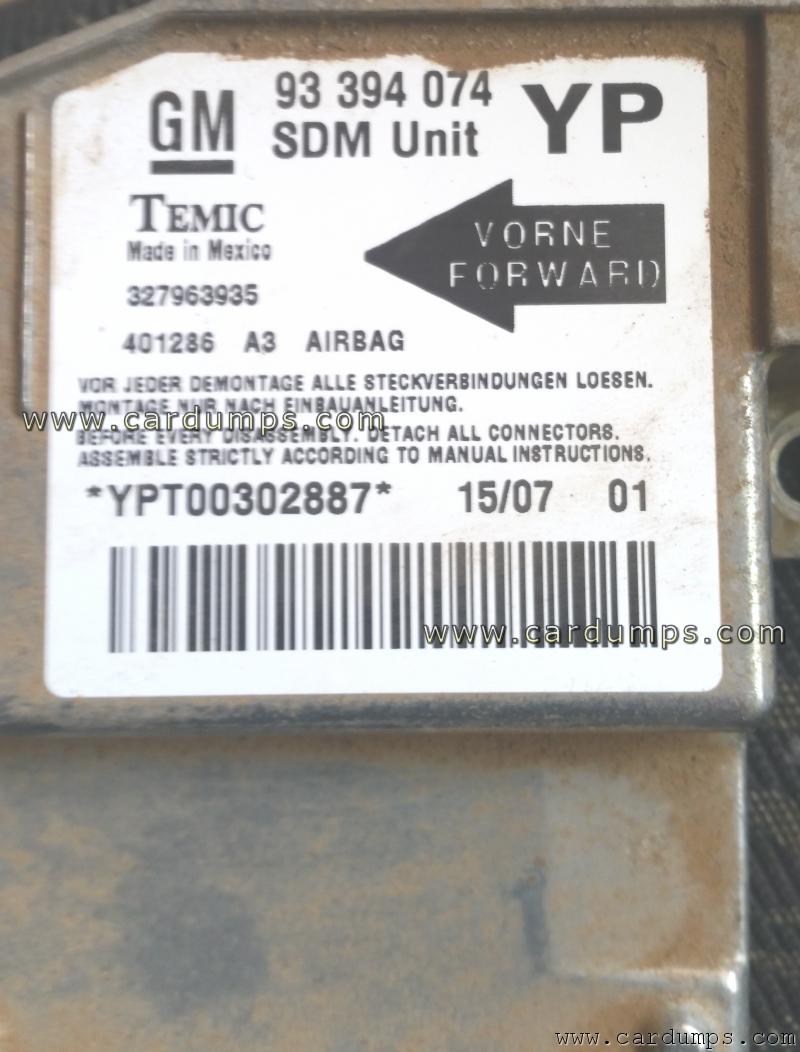 GM 93 394 074 YP
SDM Unit
TEMIC
Made in Mexico
VORNE
FORWARD
327963935
401286 A3 AIRBAG
VOR JEDER DEMONTAGE ALLE STECKVERBINDUNGEN LOESEN.
MONTAGE NUR NACH EINBAUANLEITUNG.
www.cardumps.com
BEFORE EVERY DISASSEMBLY. DETACH ALL CONNECTORS.
ASSEMBLE STRICTLY ACCORDING TO MANUAL INSTRUCTIONS.
*YPT00302887* 15/07 01
www.cardumps.com
www.cardumps.com